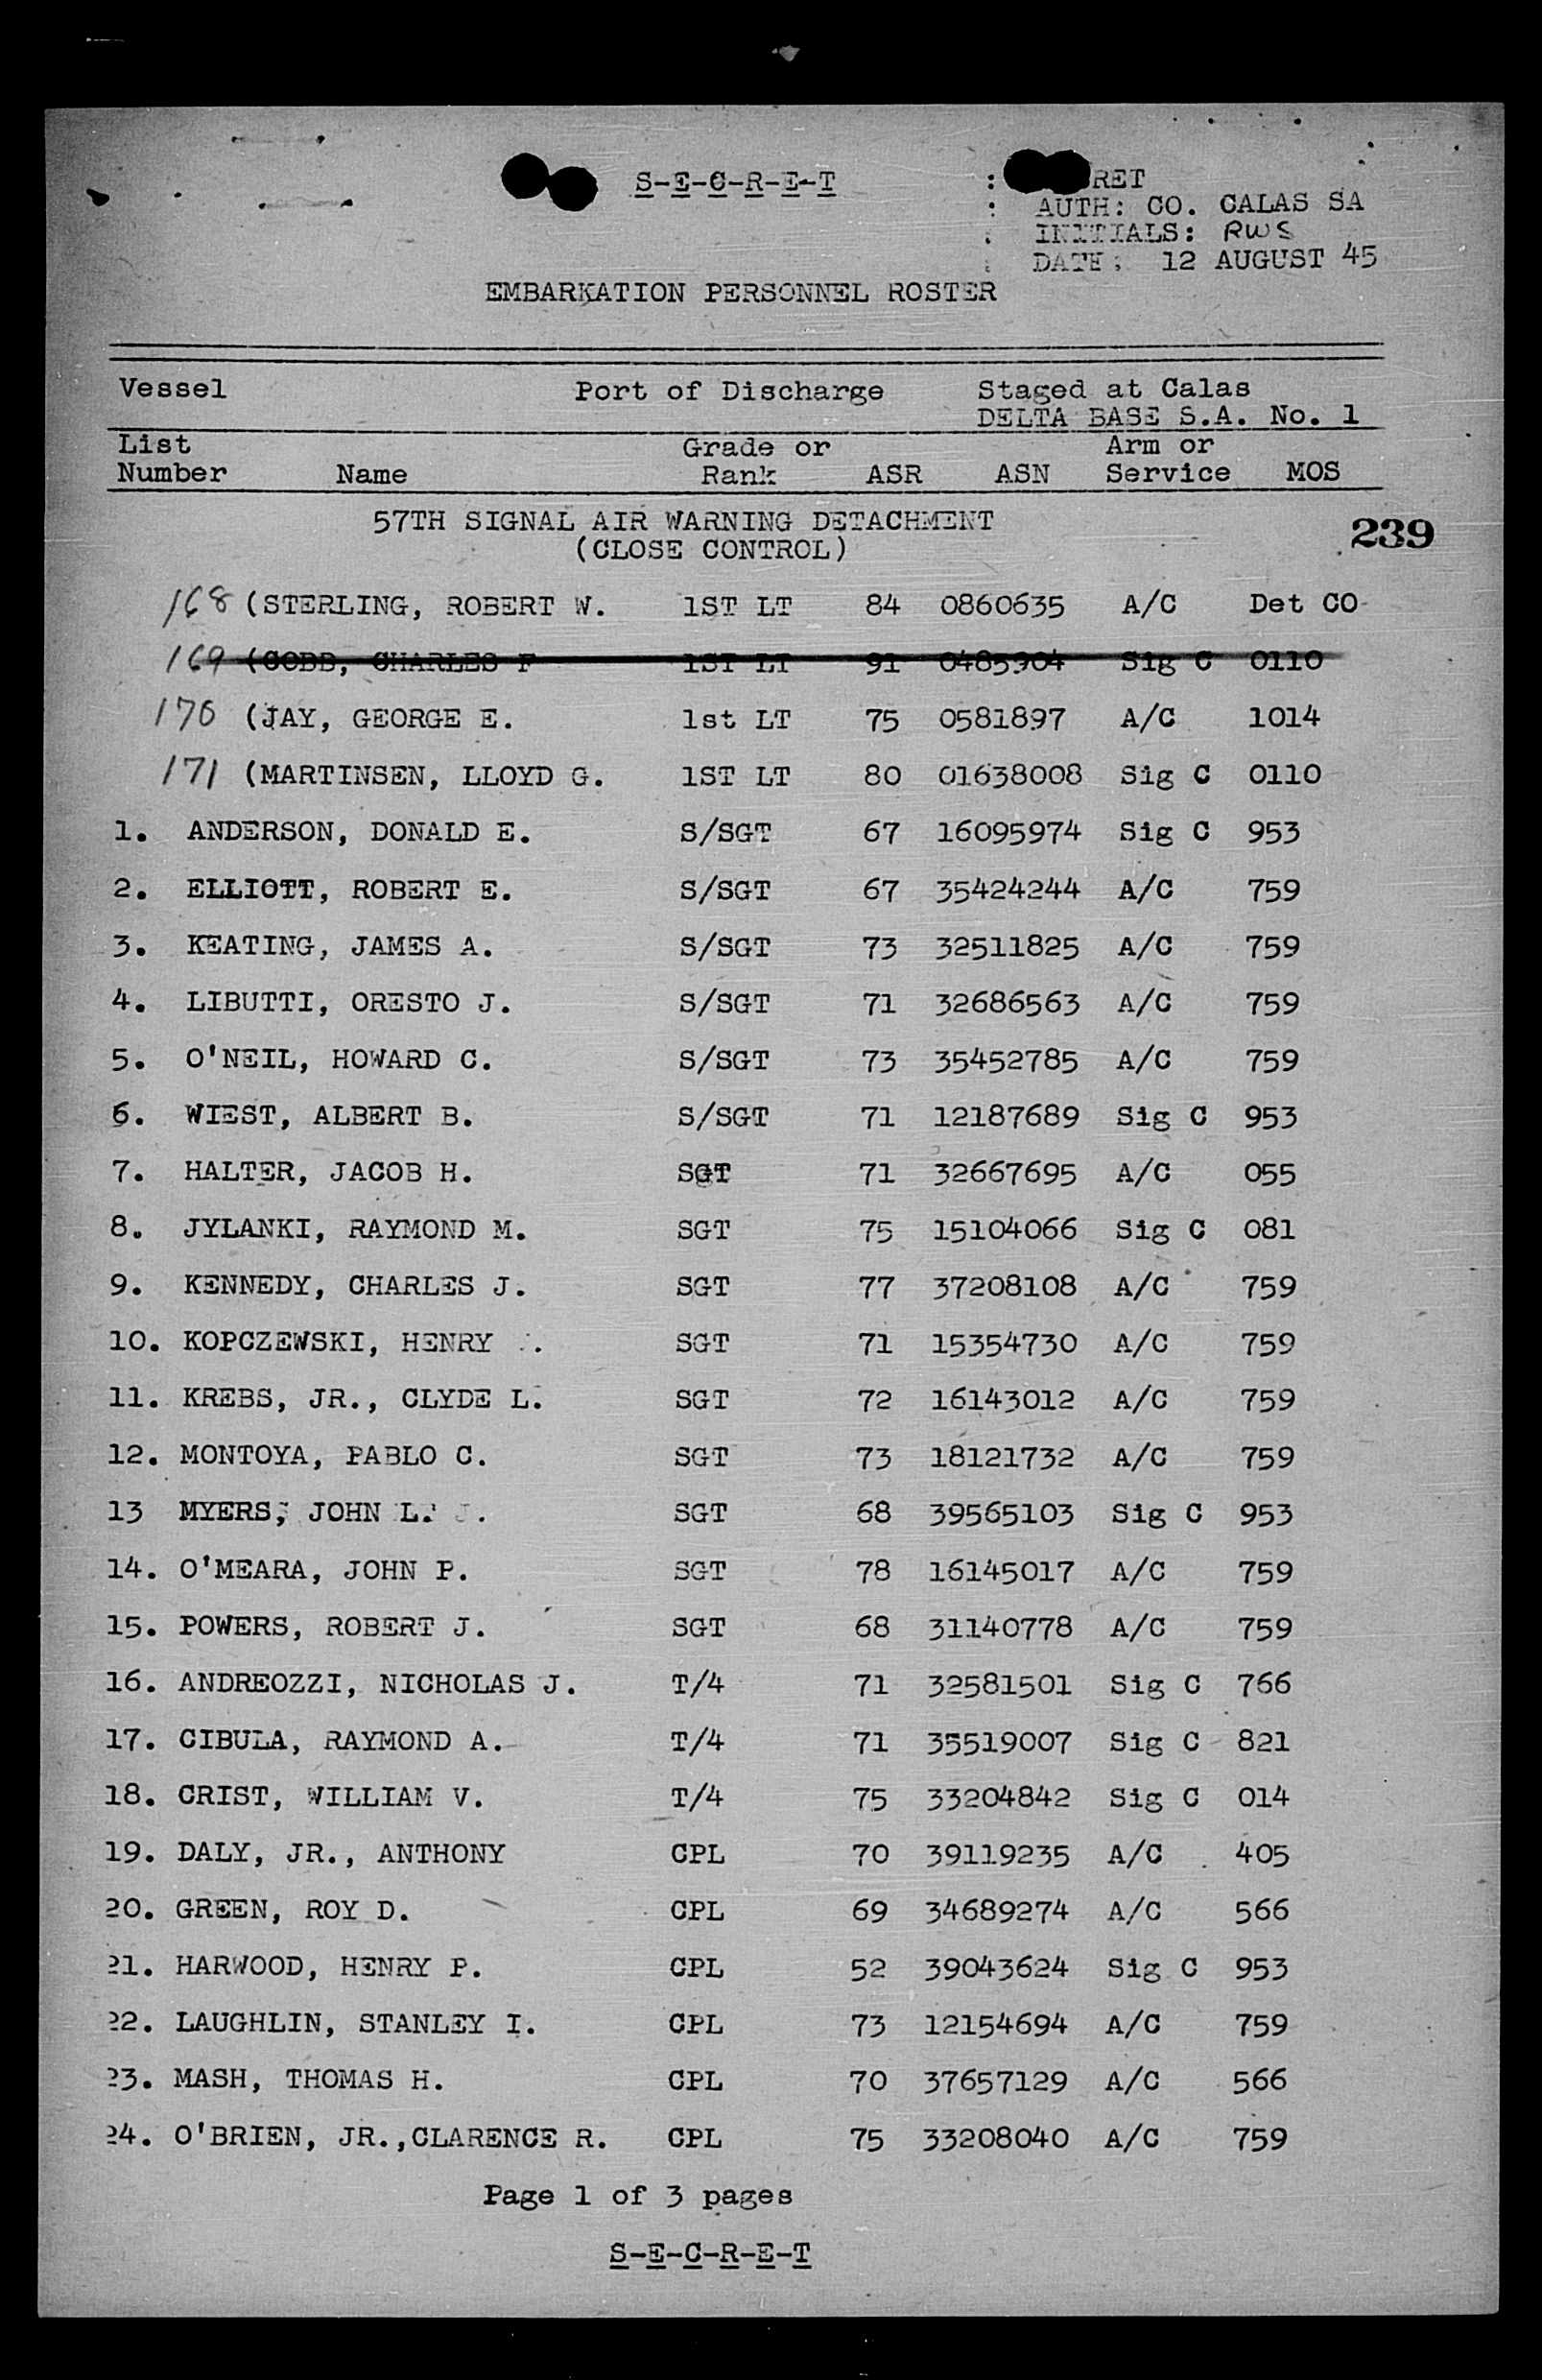 S-E-C-R-E-T
: RET
: AUTH: CO. CALAS SA
: INITIALS: RWS
: DATE: 12 AUGUST 45
EMBARKATION PERSONNEL ROSTER
Vessel Port of Discharge Staged at Calas
DELTA BASE S.A. No. 1
List Grade or Arm or
Number Name Rank ASR ASN Service MOS
57TH SIGNAL AIR WARNING DETACHMENT
(CLOSE CONTROL)
239
168 (STERLING, ROBERT W. 1ST LT 84 0860635 A/C Det CO
169 (COBB, CHARLES F 1ST LT 91 0485904 Sig C 0110
170 (JAY, GEORGE E. 1st LT 75 0581897 A/C 1014
171 (MARTINSEN, LLOYD G. 1ST LT 80 01638008 Sig C 0110
1. ANDERSON, DONALD E. S/SGT 67 16095974 Sig C 953
2. ELLIOTT, ROBERT E. S/SGT 67 35424244 A/C 759
3. KEATING, JAMES A. S/SGT 73 32511825 A/C 759
4. LIBUTTI, ORESTO J. S/SGT 71 32686563 A/C 759
5. O'NEIL, HOWARD C. S/SGT 73 35452785 A/C 759
6. WIEST, ALBERT B. S/SGT 71 12187689 Sig C 953
7. HALTER, JACOB H. SGT 71 32667695 A/C 055
8. JYLANKI, RAYMOND M. SGT 75 15104066 Sig C 081
9. KENNEDY, CHARLES J. SGT 77 37208108 A/C 759
10. KOPCZEWSKI, HENRY SGT 71 15354730 A/C 759
11. KREBS, JR., CLYDE L. SGT 72 16143012 A/C 759
12. MONTOYA, PABLO C. SGT 73 18121732 A/C 759
13 MYERS, JOHN L. SGT 68 39565103 Sig C 953
14. O'MEARA, JOHN P. SGT 78 16145017 A/C 759
15. POWERS, ROBERT J. SGT 68 31140778 A/C 759
16. ANDREOZZI, NICHOLAS J. T/4 71 32581501 Sig C 766
17. CIBULA, RAYMOND A. T/4 71 35519007 Sig C 821
18. CRIST, WILLIAM V. T/4 75 33204842 Sig C 014
19. DALY, JR., ANTHONY CPL 70 39119235 A/C 405
20. GREEN, ROY D. CPL 69 34689274 A/C 566
21. HARWOOD, HENRY P. CPL 52 39043624 Sig C 953
22. LAUGHLIN, STANLEY I. CPL 73 12154694 A/C 759
23. MASH, THOMAS H. CPL 70 37657129 A/C 566
24. O'BRIEN, JR.,CLARENCE R. CPL 75 33208040 A/C 759
Page 1 of 3 pages
S-E-C-R-E-T